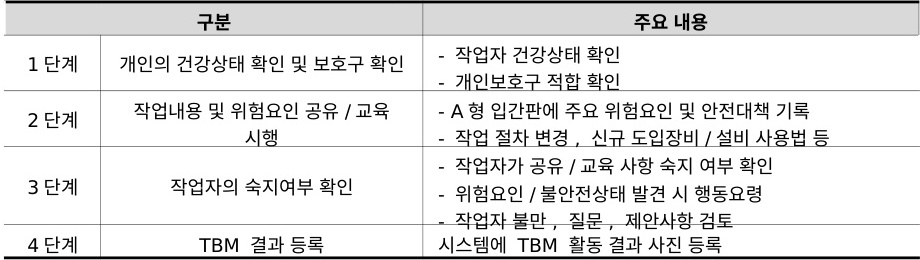 구분 주요 내용
1 단계 개인의 건강상태 확인 및 보호구 확인
- 작업자 건강상태 확인
- 개인보호구 적합 확인
2 단계 작업내용 및 위험요인 공유 / 교육
시행
- A 형 입간판에 주요 위험요인 및 안전대책 기록
- 작업 절차 변경 , 신규 도입장비 / 설비 사용법 등
3 단계 작업자의 숙지여부 확인
- 작업자가 공유 / 교육 사항 숙지 여부 확인
- 위험요인 / 불안전상태 발견 시 행동요령
- 작업자 불만 , 질문 , 제안사항 검토
4 단계 TBM 결과 등록
시스템에 TBM 활동 결과 사진 등록